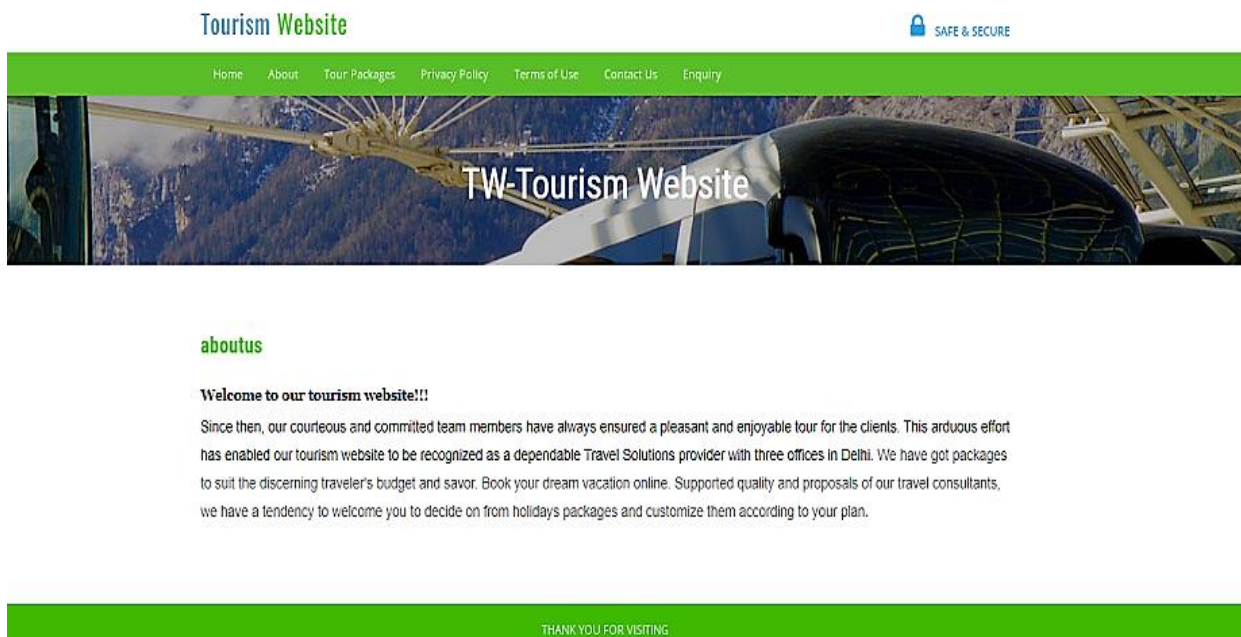 Tourism Website
SAFE & SECURE
Home About Tour Packages Privacy Policy Terms of Use Contact Us Enquiry
TW-Tourism Website
aboutus
Welcome to our tourism website!!!
Since then, our courteous and committed team members have always ensured a pleasant and enjoyable tour for the clients. This arduous effort
has enabled our tourism website to be recognized as a dependable Travel Solutions provider with three offices in Delhi. We have got packages
to suit the discerning traveler's budget and savor. Book your dream vacation online. Supported quality and proposals of our travel consultants,
we have a tendency to welcome you to decide on from holidays packages and customize them according to your plan.
THANK YOU FOR VISITING